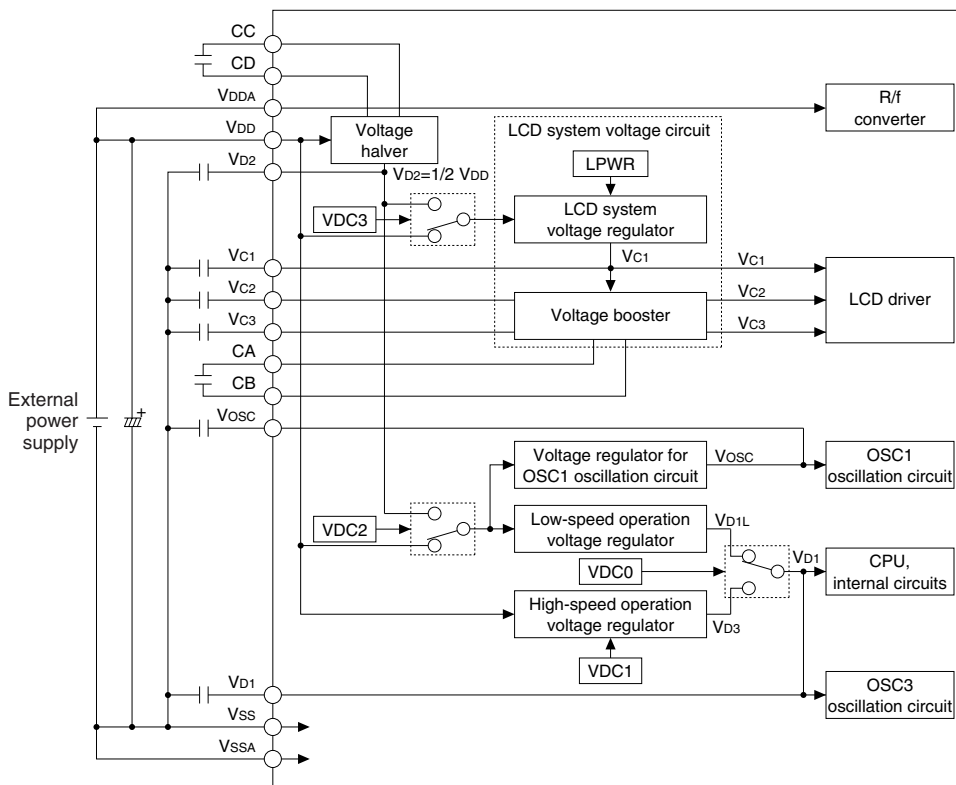 CC
CD
VDDA
R/f
converter
VDD
Voltage
halver
LCD system voltage circuit
VD2
VD2=1/2 VDD
LPWR
VDC3
LCD system
voltage regulator
VC1
VC1
VC1
VC2
Voltage booster
VC2
LCD driver
VC3
VC3
CA
CB
External
power
supply
+
VOSC
Voltage regulator for
OSC1 oscillation circuit
VOSC
OSC1
oscillation circuit
VDC2
Low-speed operation
voltage regulator
VD1L
VDC0
VD1
CPU,
internal circuits
High-speed operation
voltage regulator
VD3
VDC1
VD1
OSC3
oscillation circuit
VSS
VSSA